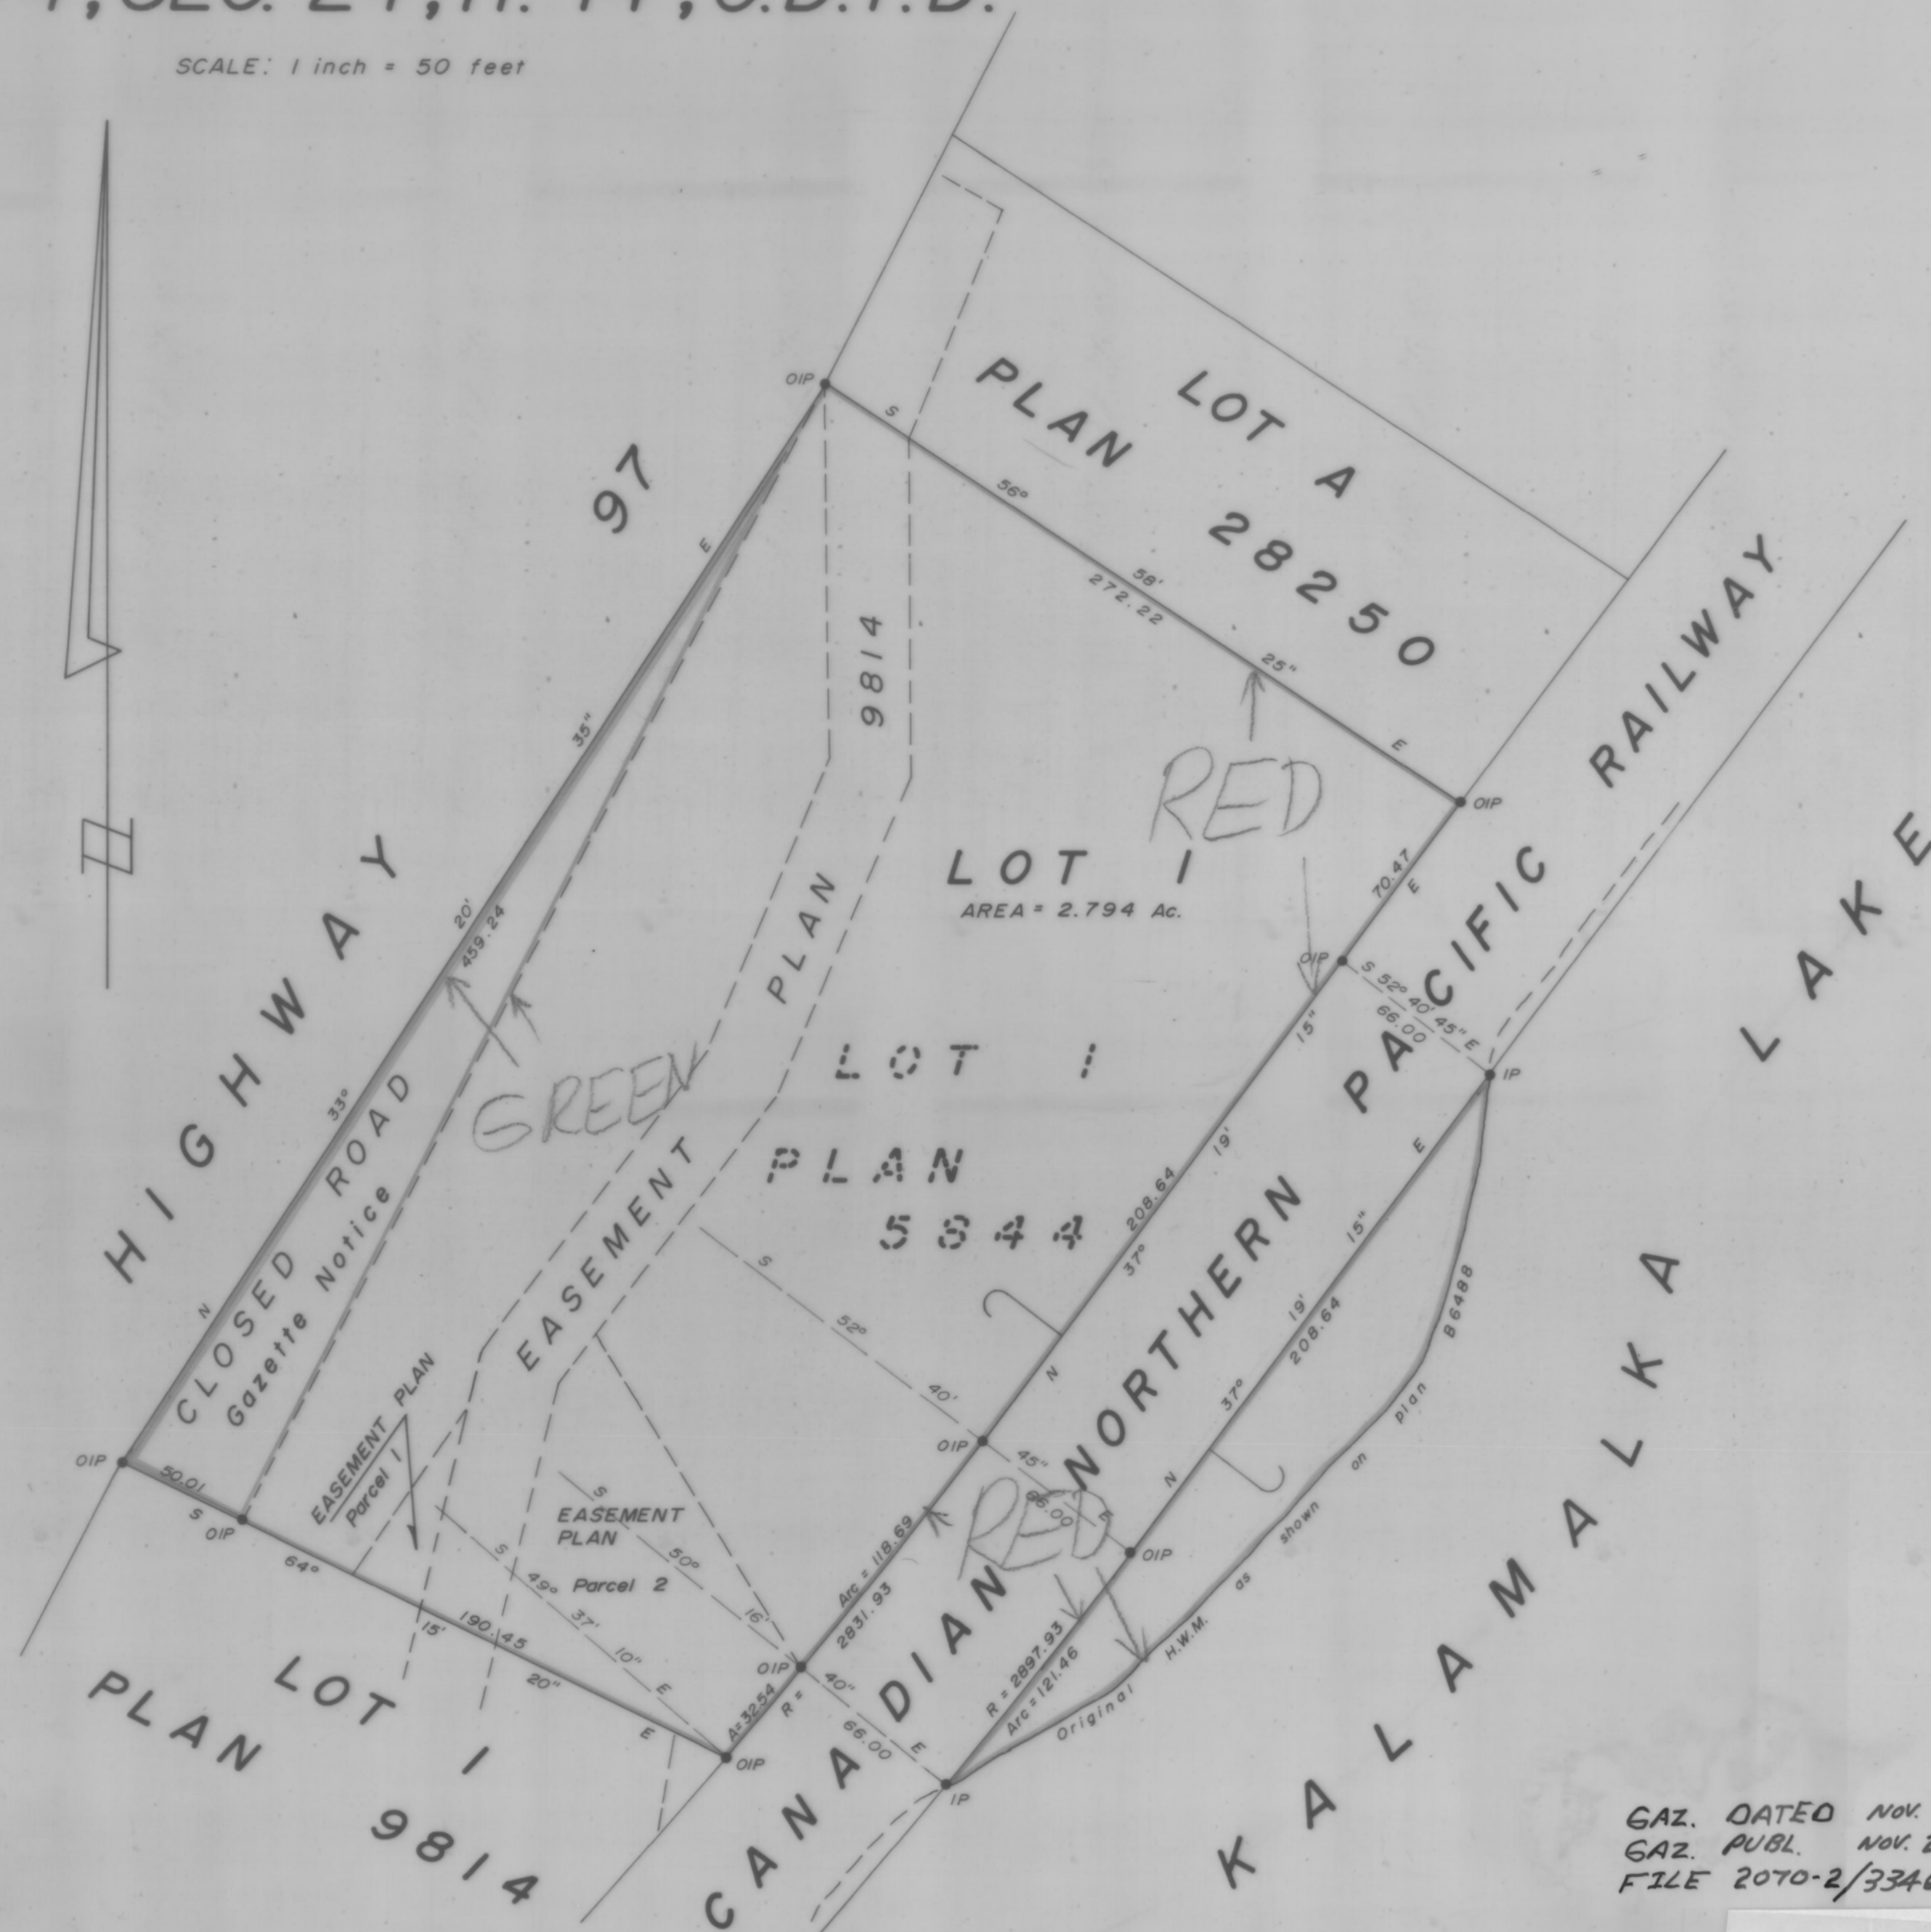 SCALE: 1 inch = 50 feet
LOT A
PLAN 28250
OIP
S 56° 58' 25" E
272.22
OIP
HIGHWAY 97
N 33° 20' 35" E
459.24
CLOSED ROAD
Gazette Notice
GREEN
EASEMENT PLAN 9814
RED
LOT 1
AREA = 2.794 Ac.
LOT 1
PLAN
5844
70.47
E
OIP
S 52° 40' 45" E
66.00
IP
N 37° 19' 15"
208.64
CANADIAN NORTHERN PACIFIC RAILWAY
N 37° 19' 15" E
208.64
S 52° 40' 45" E
66.00
OIP
OIP
RED
Original H.W.M. as shown on plan B6488
KALAMALKA LAKE
OIP
50.01
OIP
S 64° 15' 20" E
190.45
EASEMENT PLAN
Parcel 1
EASEMENT
PLAN
Parcel 2
S 49° 37' 10" E
S 50° 16' 40" E
66.00
Arc = 118.69
R = 2831.93
OIP
A=32.54
OIP
R = 2897.93
Arc = 121.46
IP
LOT 1
PLAN 9814
GAZ. DATED NOV.
GAZ. PUBL. NOV.
FILE 2070-2/334